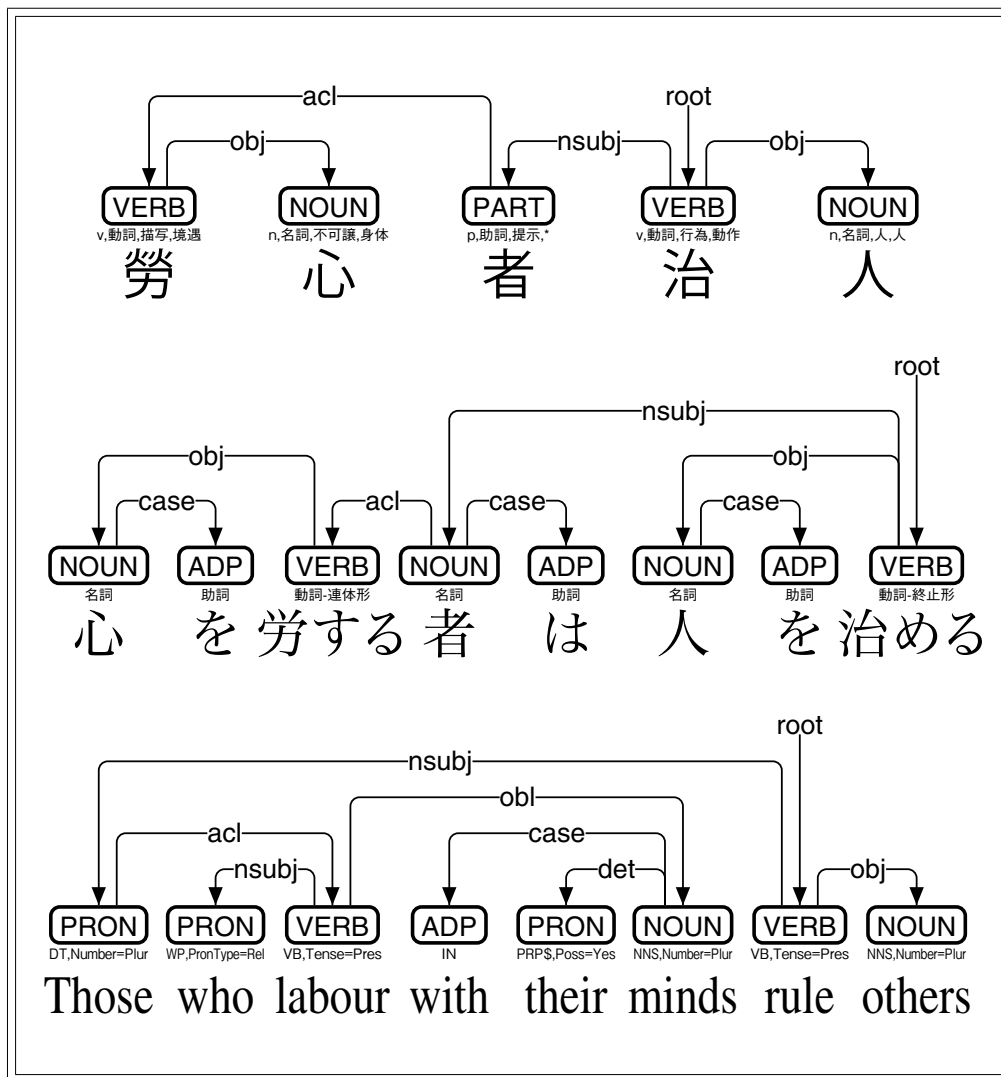 acl root
obj nsubj obj
VERB NOUN PART VERB NOUN
v,動詞,描写,境遇 n,名詞,不可譲,身体 p,助詞,提示,* v,動詞,行為,動作 n,名詞,人,人
勞 心 者 治 人
root
nsubj
obj obj
case acl case case
NOUN ADP VERB NOUN ADP NOUN ADP VERB
名詞 助詞 動詞-連体形 名詞 助詞 名詞 助詞 動詞-終止形
心 を 労する 者 は 人 を 治める
root
nsubj
obl
acl case
nsubj det obj
PRON PRON VERB ADP PRON NOUN VERB NOUN
DT,Number=Plur WP,PronType=Rel VB,Tense=Pres IN PRP$,Poss=Yes NNS,Number=Plur VB,Tense=Pres NNS,Number=Plur
Those who labour with their minds rule others